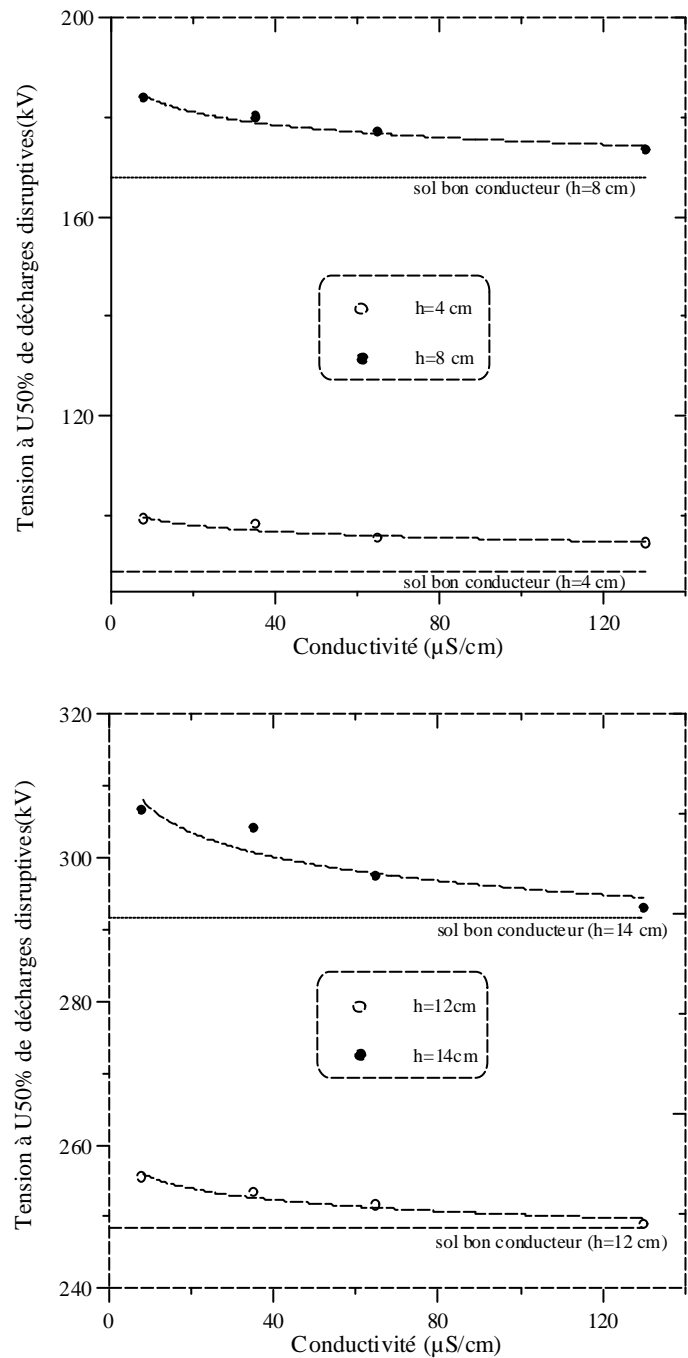 200
160
120
Tension à U50% de décharges disruptives(kV)
sol bon conducteur (h=8 cm)
h=4 cm
h=8 cm
sol bon conducteur (h=4 cm)
0 40 80 120
Conductivité (µS/cm)
320
300
280
260
240
Tension à U50% de décharges disruptives(kV)
sol bon conducteur (h=14 cm)
h=12cm
h=14cm
sol bon conducteur (h=12 cm)
0 40 80 120
Conductivité (µS/cm)